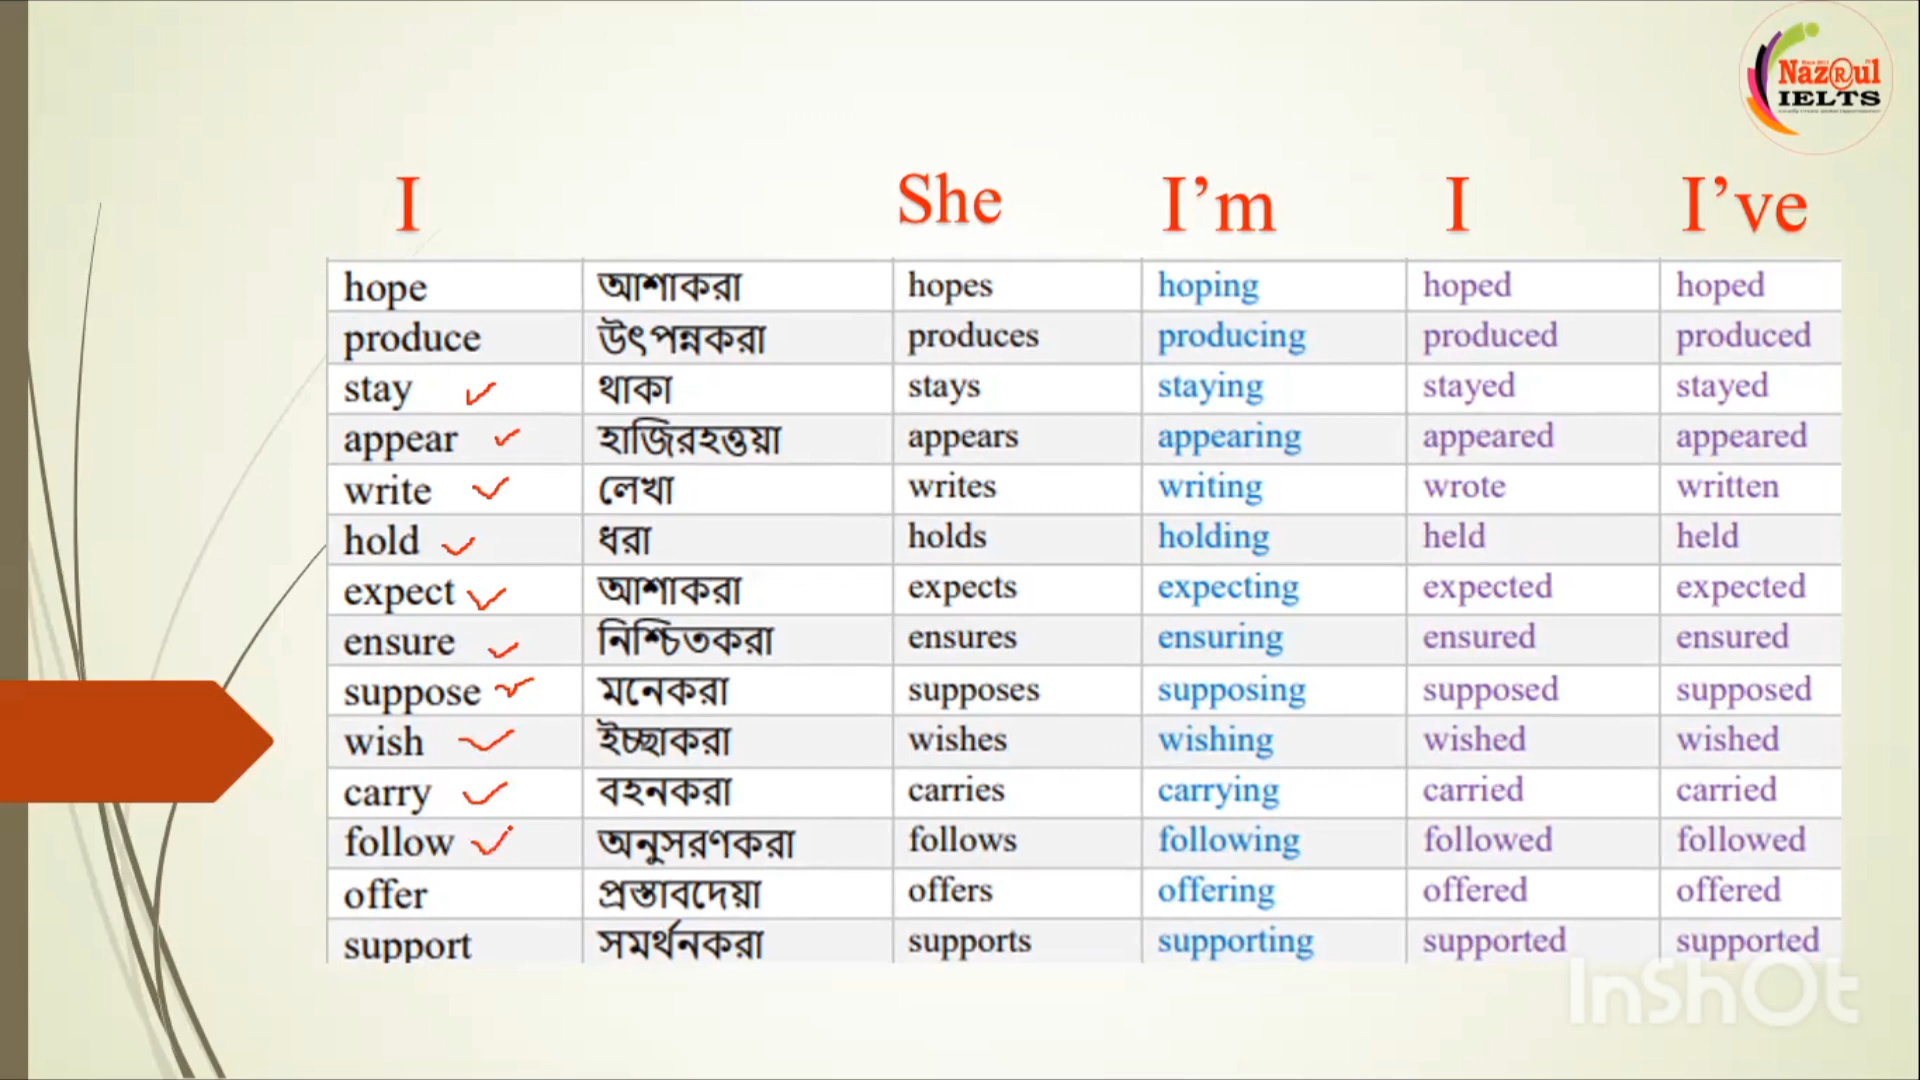 Nazrul
IELTS
I She I'm I I've
hope আশাকরা hopes hoping hoped hoped
produce উৎপন্নকরা produces producing produced produced
stay থাকা stays staying stayed stayed
appear হাজিরহওয়া appears appearing appeared appeared
write লেখা writes writing wrote written
hold ধরা holds holding held held
expect আশাকরা expects expecting expected expected
ensure নিশ্চিতকরা ensures ensuring ensured ensured
suppose মনেকরা supposes supposing supposed supposed
wish ইচ্ছাকরা wishes wishing wished wished
carry বহনকরা carries carrying carried carried
follow অনুসরণকরা follows following followed followed
offer প্রস্তাবদেয়া offers offering offered offered
support সমর্থনকরা supports supporting supported supported
InShOt